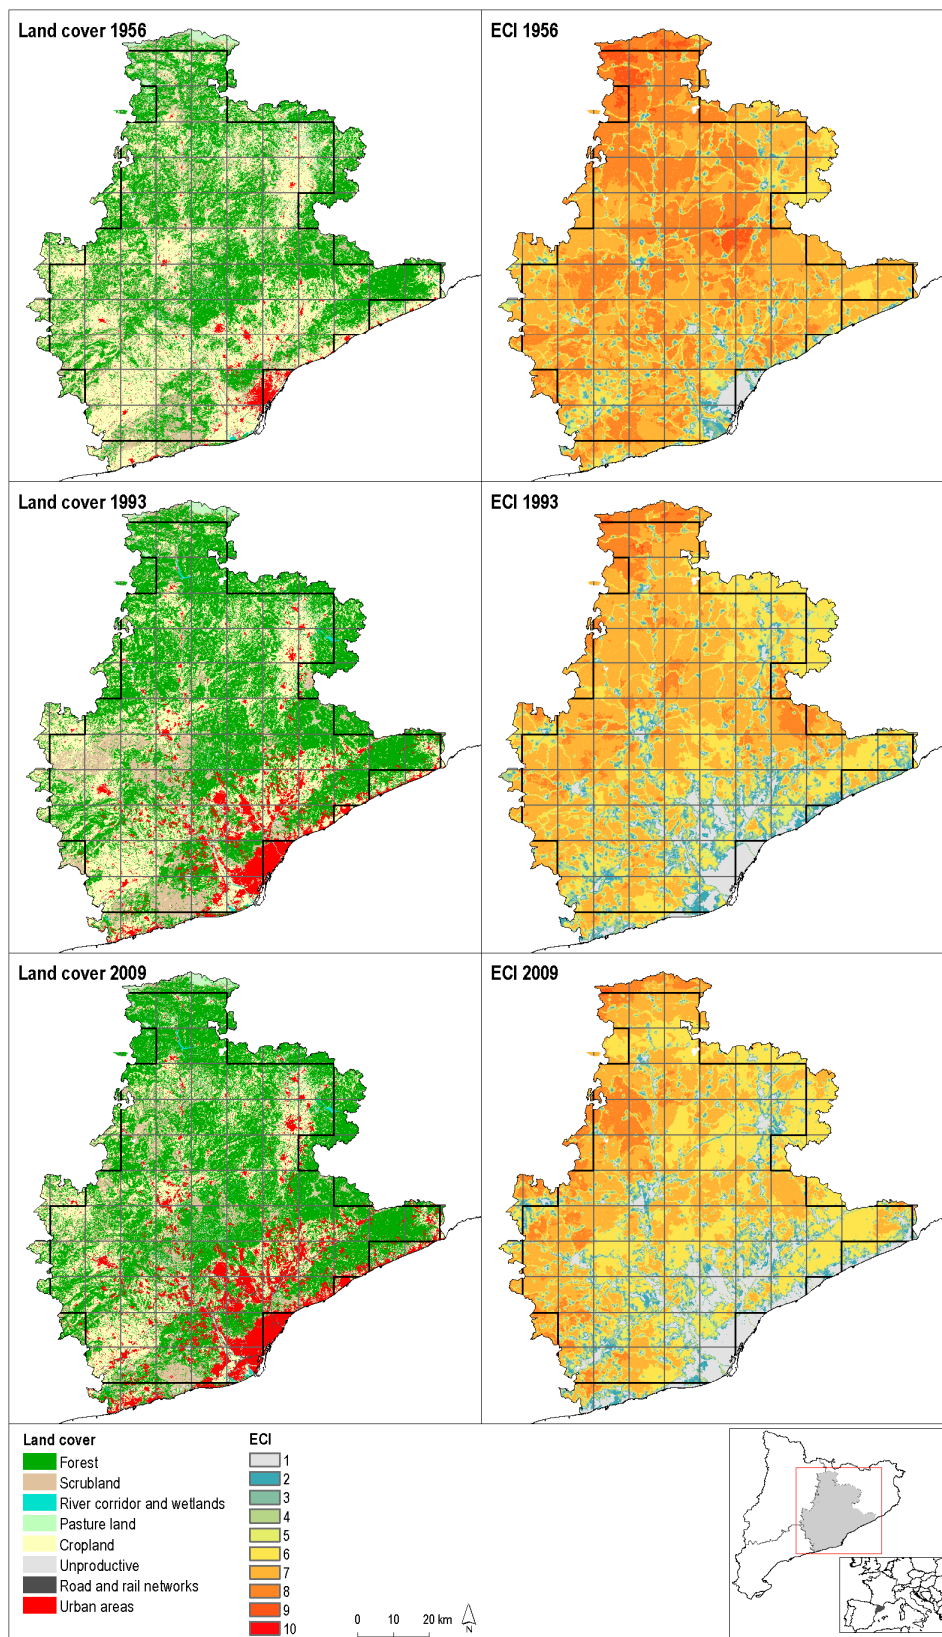 Land cover 1956
ECI 1956
Land cover 1993
ECI 1993
Land cover 2009
ECI 2009
Land cover
Forest
Scrubland
River corridor and wetlands
Pasture land
Cropland
Unproductive
Road and rail networks
Urban areas
ECI
1
2
3
4
5
6
7
8
9
10
0 10 20 km
N